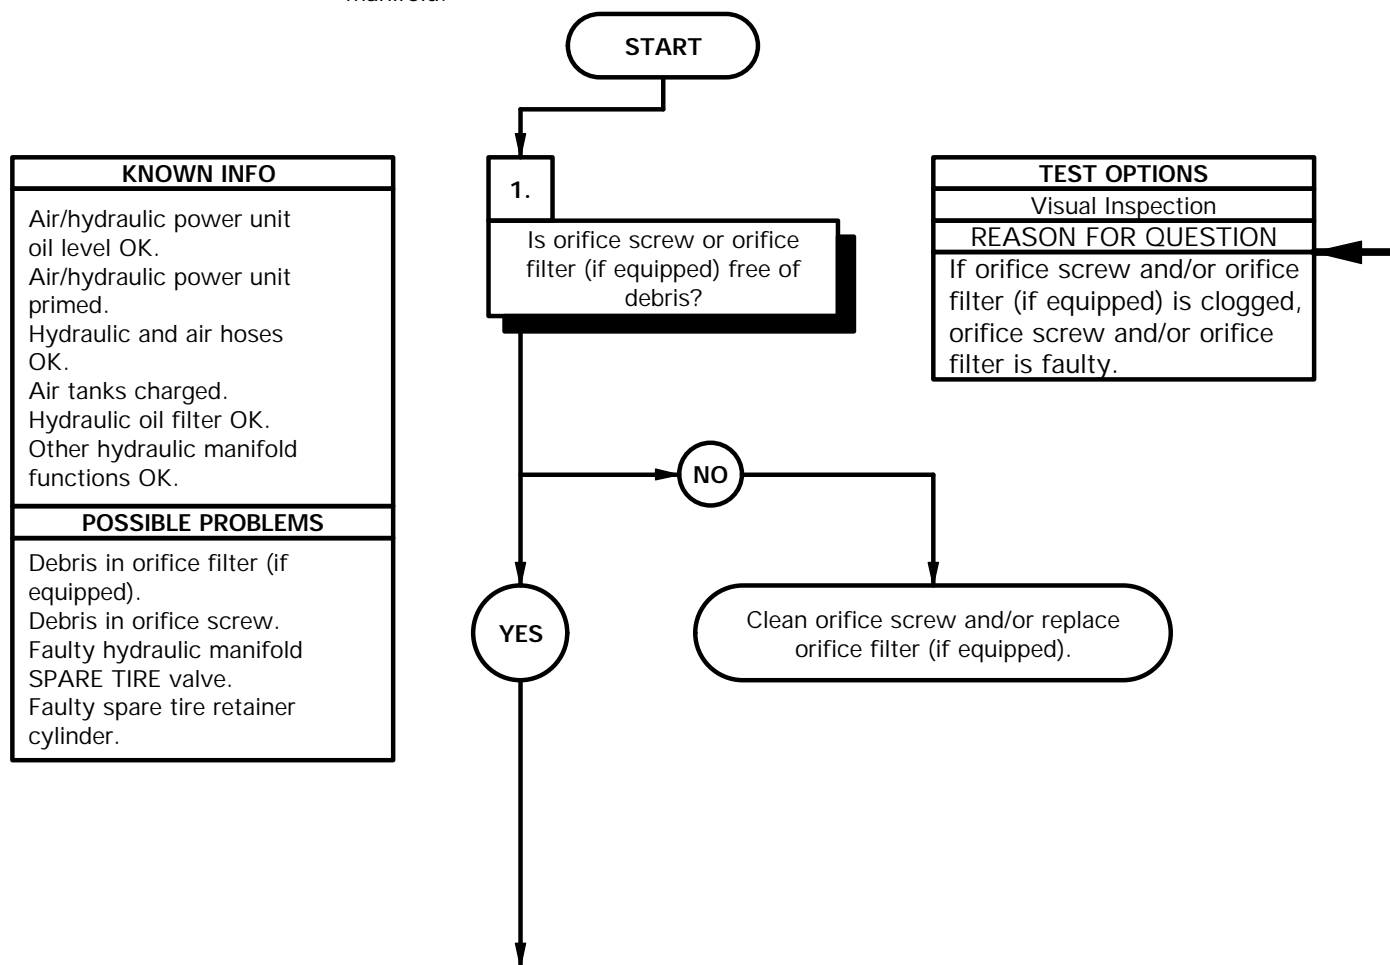 START
KNOWN INFO
Air/hydraulic power unit
oil level OK.
Air/hydraulic power unit
primed.
Hydraulic and air hoses
OK.
Air tanks charged.
Hydraulic oil filter OK.
Other hydraulic manifold
functions OK.
POSSIBLE PROBLEMS
Debris in orifice filter (if
equipped).
Debris in orifice screw.
Faulty hydraulic manifold
SPARE TIRE valve.
Faulty spare tire retainer
cylinder.
1.
Is orifice screw or orifice
filter (if equipped) free of
debris?
TEST OPTIONS
Visual Inspection
REASON FOR QUESTION
If orifice screw and/or orifice
filter (if equipped) is clogged,
orifice screw and/or orifice
filter is faulty.
NO
YES
Clean orifice screw and/or replace
orifice filter (if equipped).